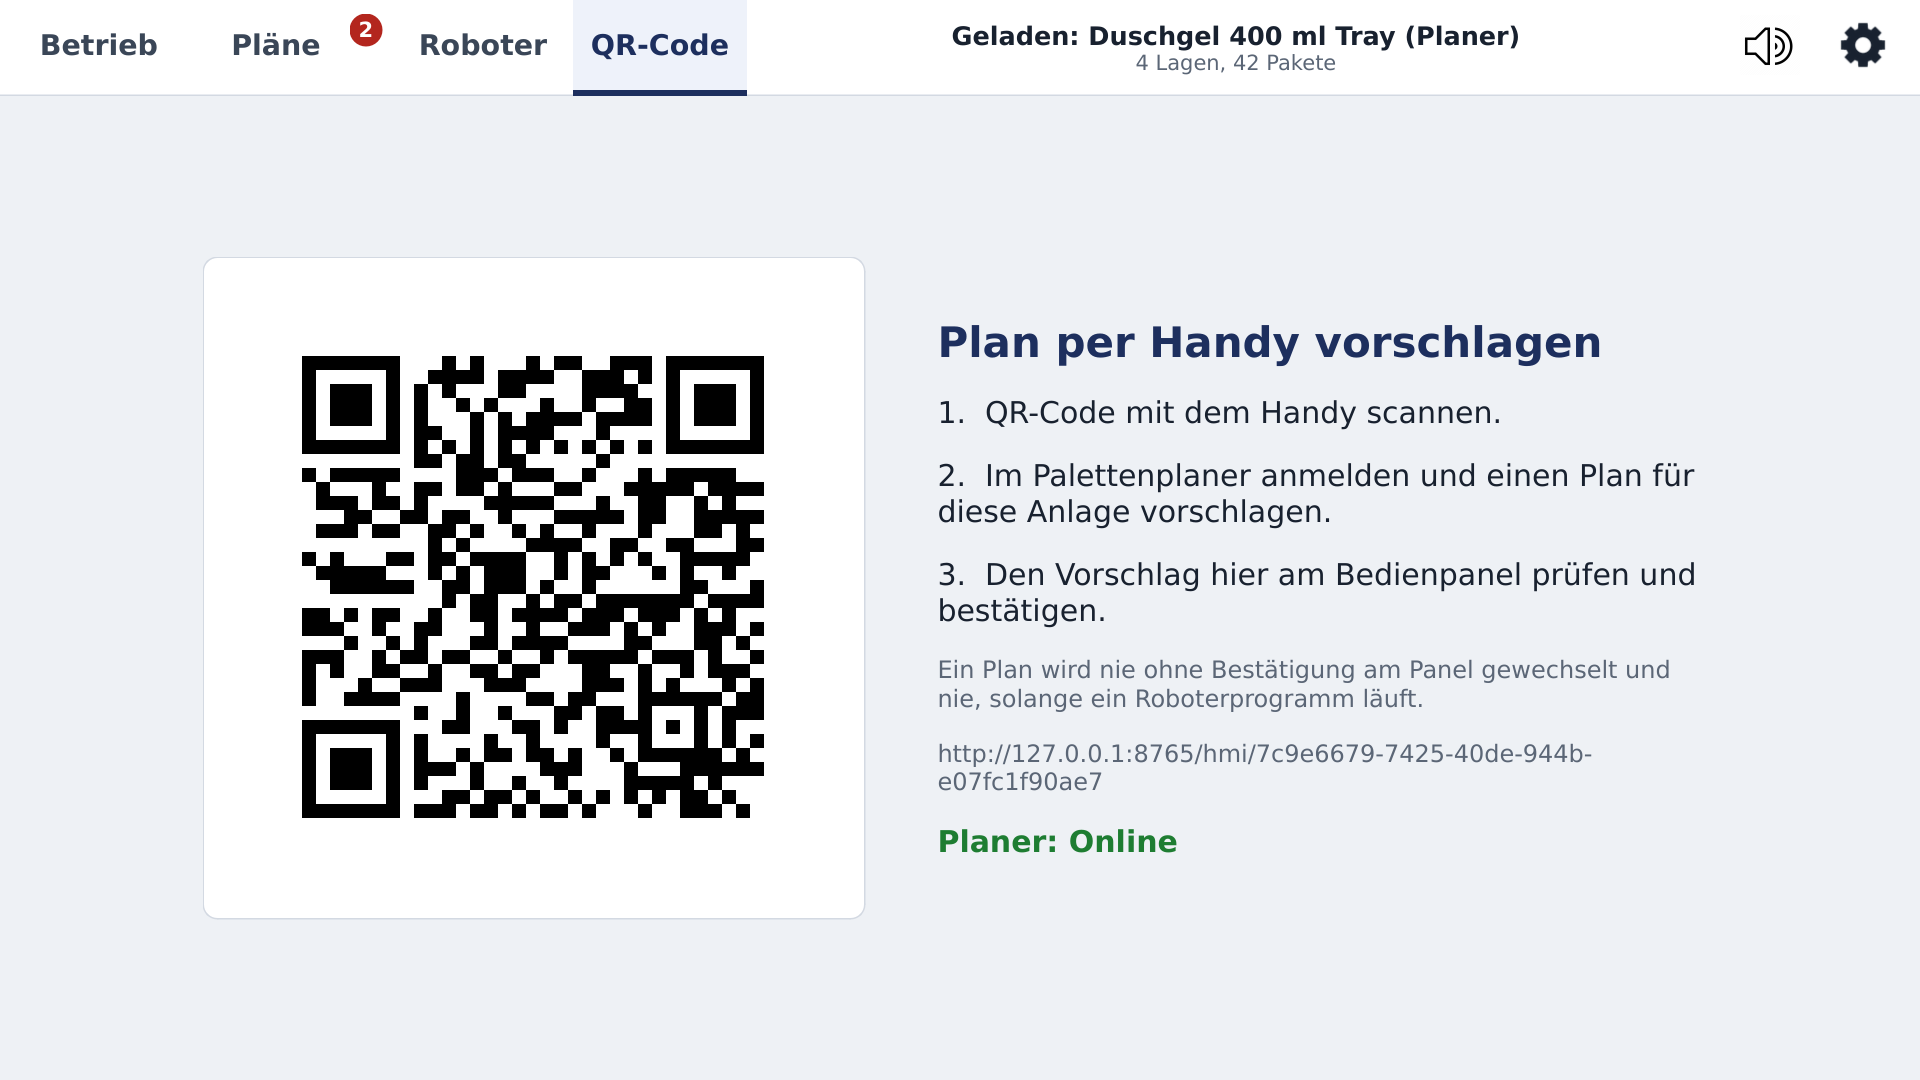 Betrieb
Pläne
2
Roboter
QR-Code
Geladen: Duschgel 400 ml Tray (Planer)
4 Lagen, 42 Pakete
Plan per Handy vorschlagen
1. QR-Code mit dem Handy scannen.
2. Im Palettenplaner anmelden und einen Plan für
diese Anlage vorschlagen.
3. Den Vorschlag hier am Bedienpanel prüfen und
bestätigen.
Ein Plan wird nie ohne Bestätigung am Panel gewechselt und
nie, solange ein Roboterprogramm läuft.
http://127.0.0.1:8765/hmi/7c9e6679-7425-40de-944b-
e07fc1f90ae7
Planer: Online